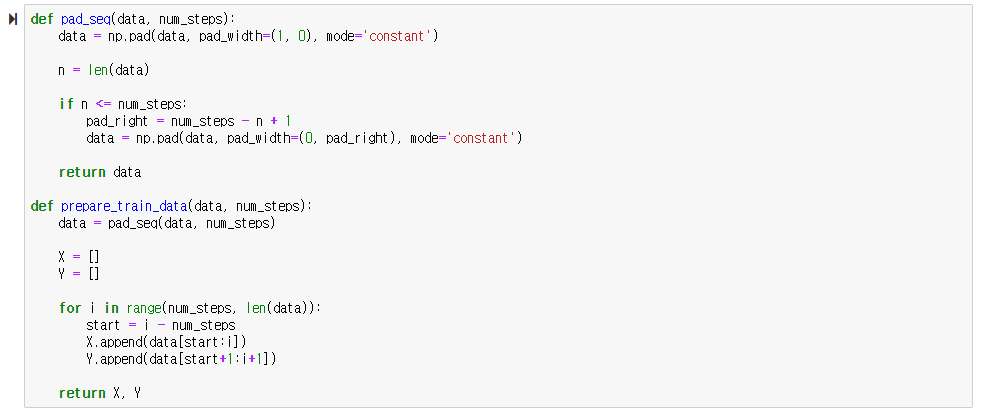 def pad_seq(data, num_steps):
    data = np.pad(data, pad_width=(1, 0), mode='constant')
    n = len(data)
    if n <= num_steps:
        pad_right = num_steps - n + 1
        data = np.pad(data, pad_width=(0, pad_right), mode='constant')
    return data
def prepare_train_data(data, num_steps):
    data = pad_seq(data, num_steps)
    X = []
    Y = []
    for i in range(num_steps, len(data)):
        start = i - num_steps
        X.append(data[start:i])
        Y.append(data[start+1:i+1])
    return X, Y